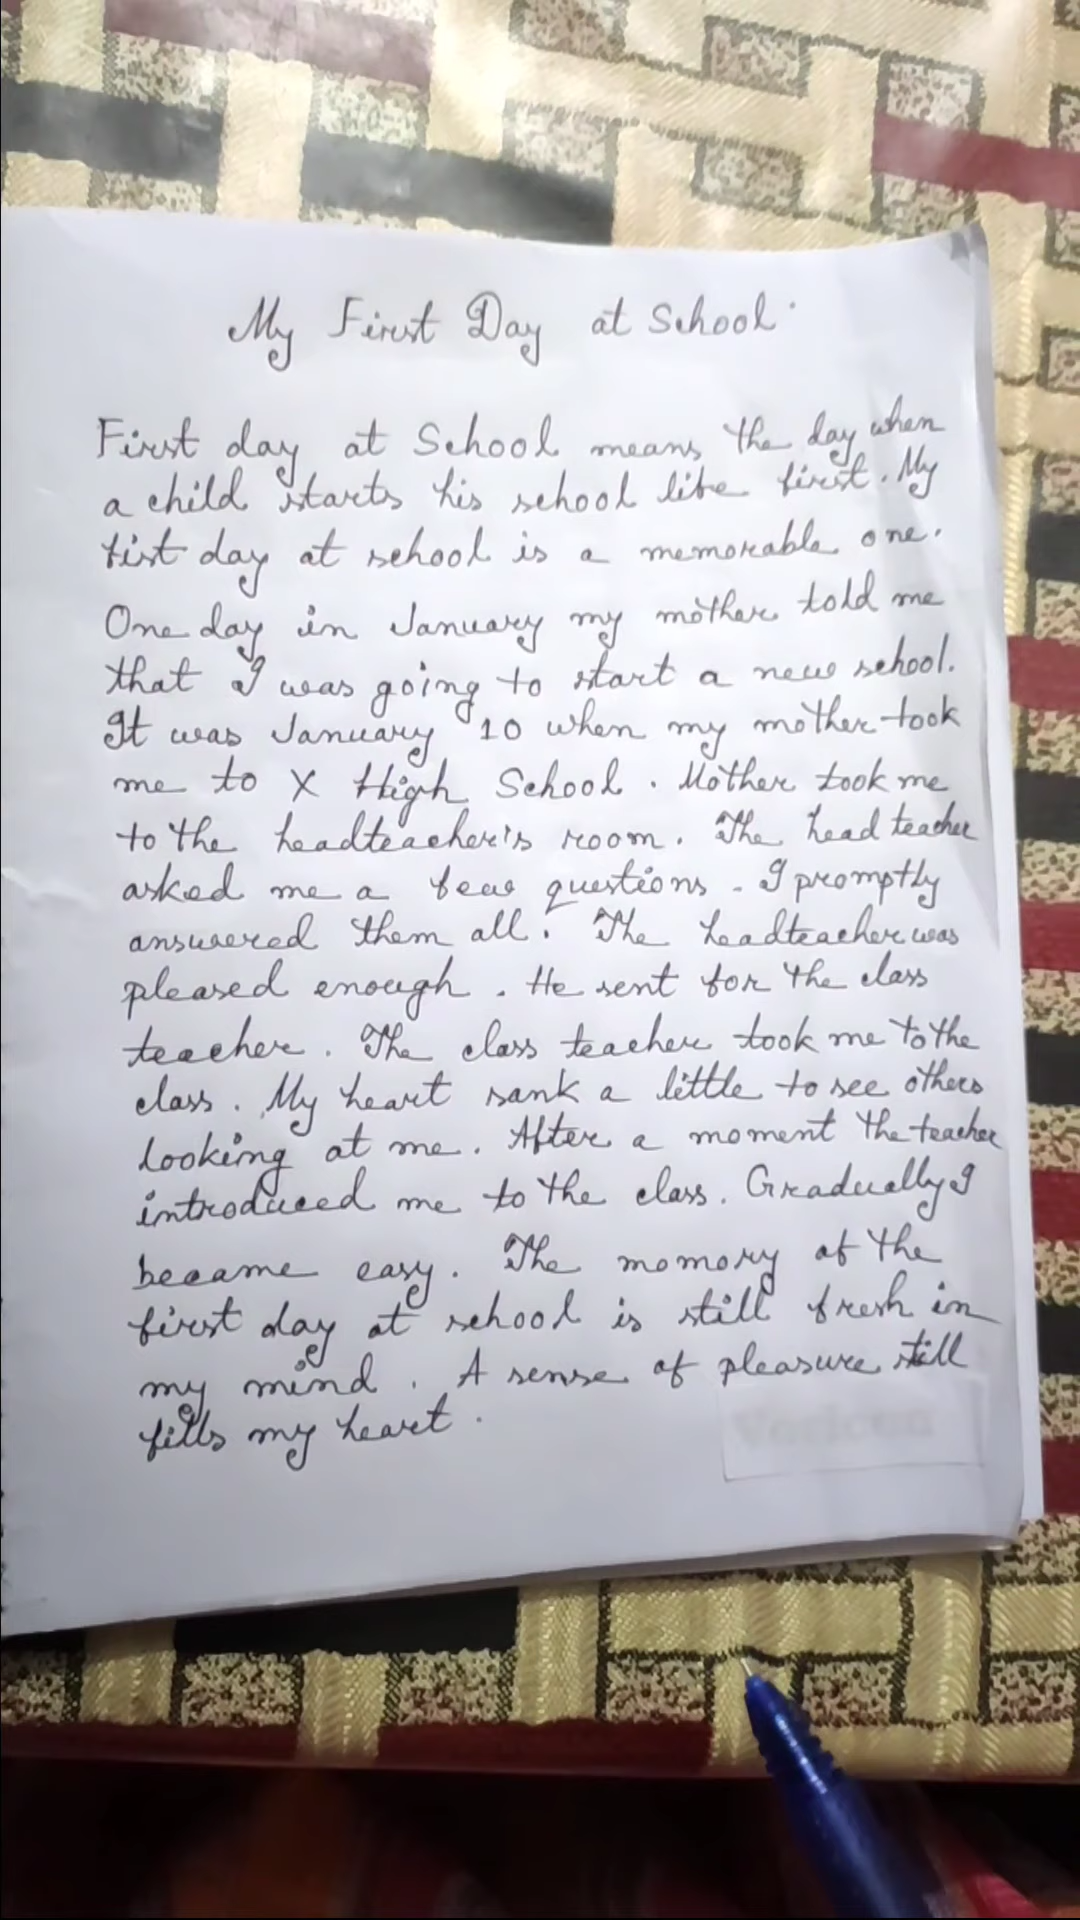 My First Day at School.
First day at School means the day when
a child starts his school life first. My
fist day at school is a memorable one.
One day in January my mother told me
that I was going to start a new school.
It was January 10 when my mother took
me to X High School. Mother took me
to the headteacher's room. The head teacher
asked me a few questions. I promptly
answered them all. The headteacher was
pleased enough. He sent for the class
teacher. The class teacher took me to the
class. My heart sank a little to see others
looking at me. After a moment the teacher
introduced me to the class. Gradually I
became easy. The momory of the
first day at school is still fresh in
my mind. A sense of pleasure still
fills my heart.